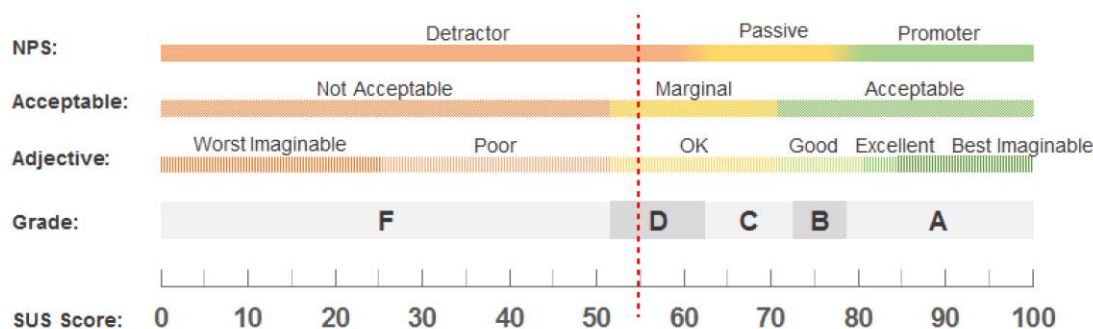 NPS: Detractor Passive Promoter
Acceptable: Not Acceptable Marginal Acceptable
Adjective: Worst Imaginable Poor OK Good Excellent Best Imaginable
Grade: F D C B A
SUS Score: 0 10 20 30 40 50 60 70 80 90 100